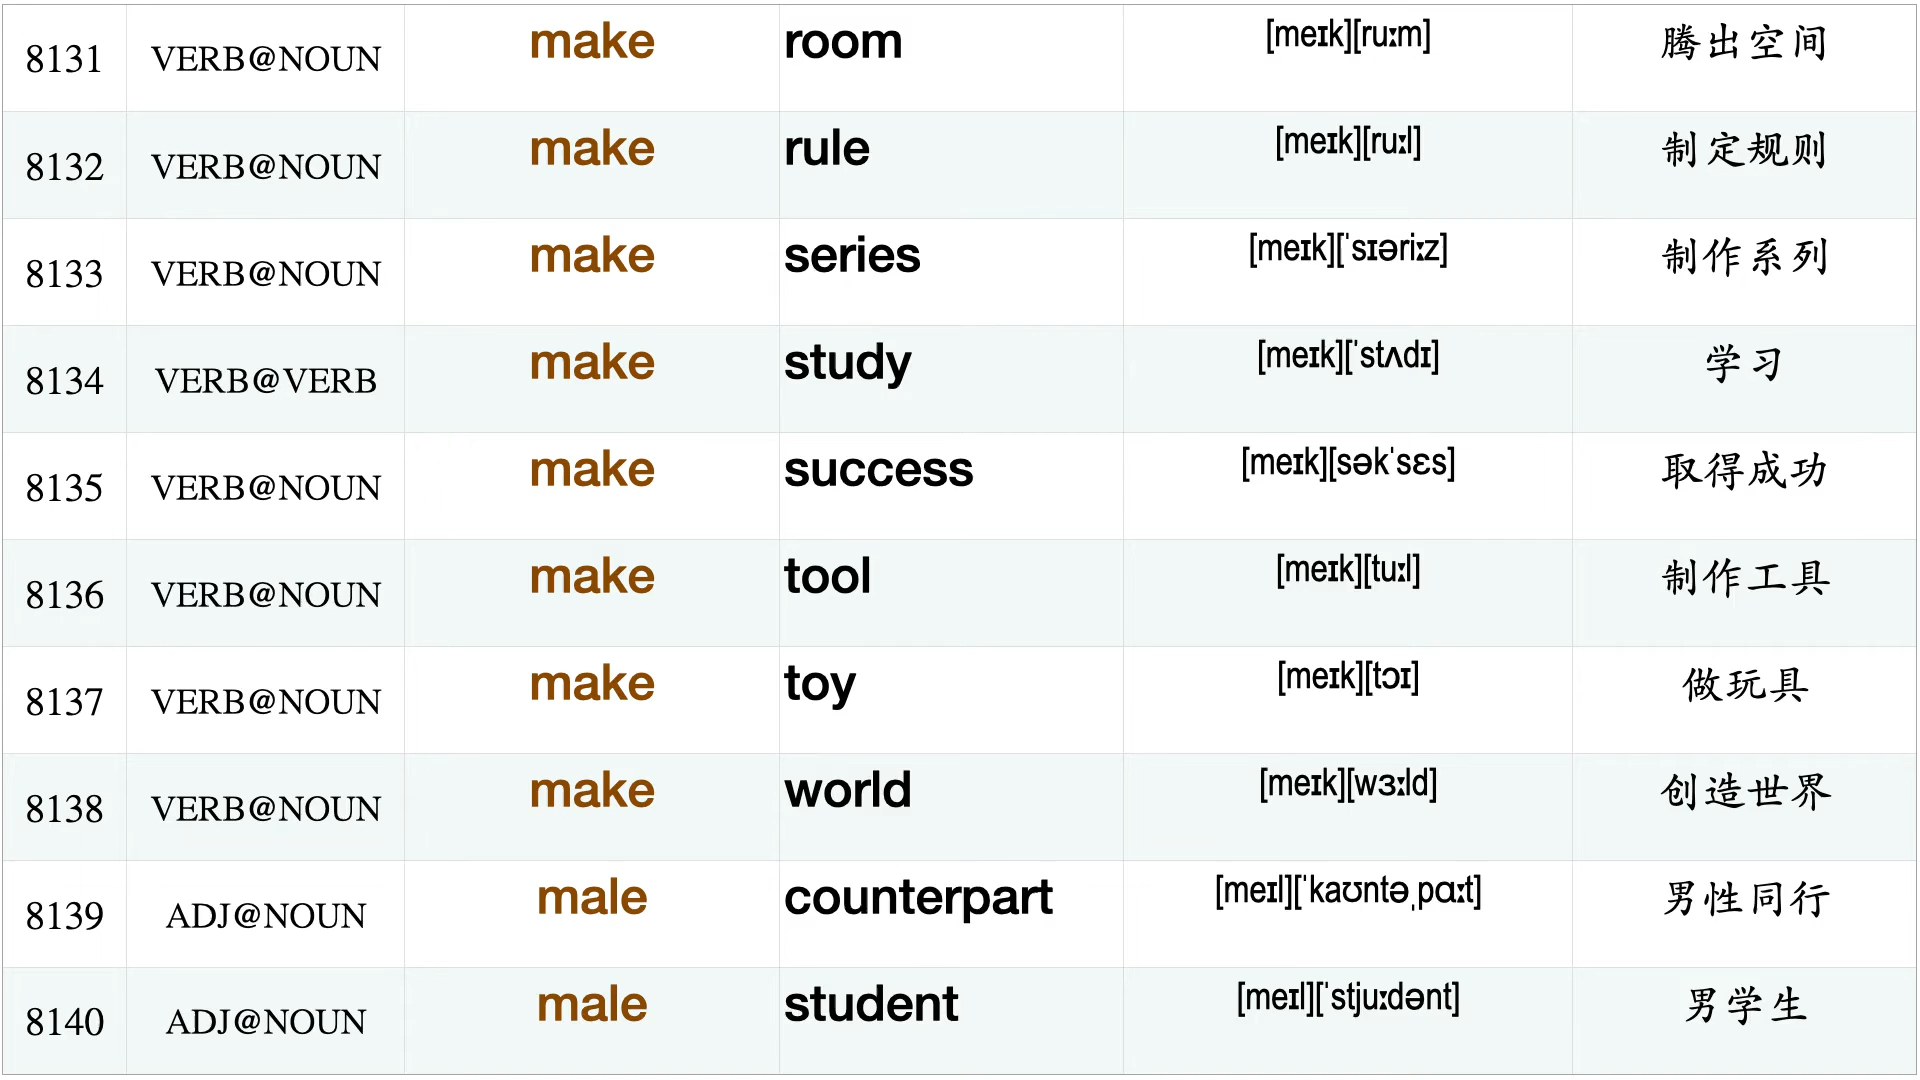 8131 VERB@NOUN make room [meɪk][ruːm] 腾出空间
8132 VERB@NOUN make rule [meɪk][ruːl] 制定规则
8133 VERB@NOUN make series [meɪk][ˈsɪəriːz] 制作系列
8134 VERB@VERB make study [meɪk][ˈstʌdɪ] 学习
8135 VERB@NOUN make success [meɪk][səkˈsɛs] 取得成功
8136 VERB@NOUN make tool [meɪk][tuːl] 制作工具
8137 VERB@NOUN make toy [meɪk][tɔɪ] 做玩具
8138 VERB@NOUN make world [meɪk][wɜːld] 创造世界
8139 ADJ@NOUN male counterpart [meɪl][ˈkaʊntəˌpɑːt] 男性同行
8140 ADJ@NOUN male student [meɪl][ˈstjuːdənt] 男学生